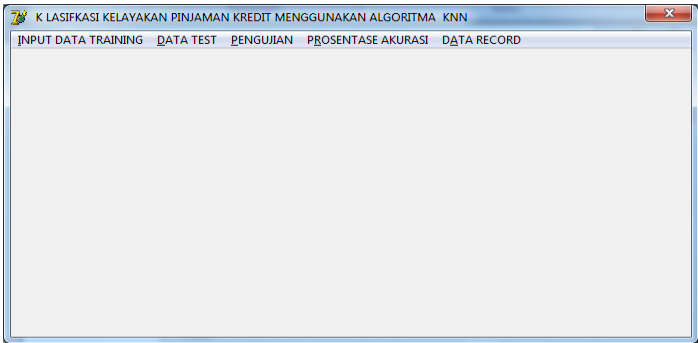 K LASIFKASI KELAYAKAN PINJAMAN KREDIT MENGGUNAKAN ALGORITMA KNN
INPUT DATA TRAINING DATA TEST PENGUJIAN PROSENTASE AKURASI DATA RECORD